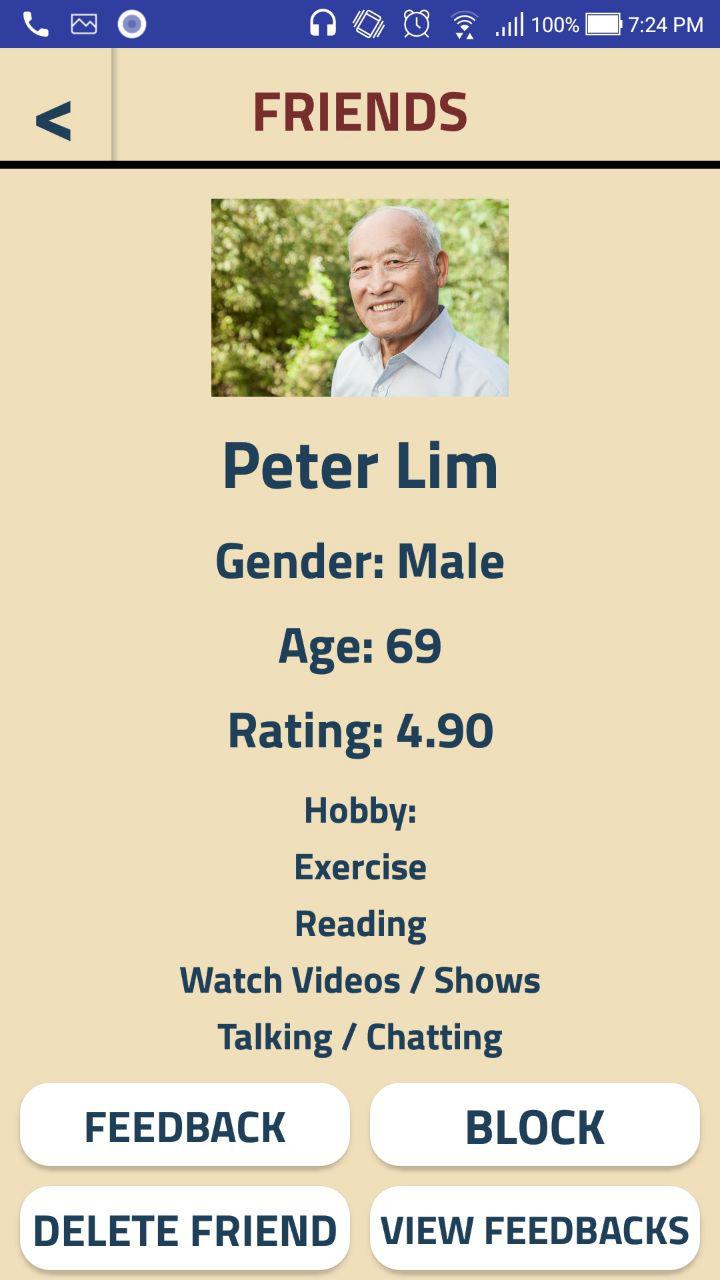 100% 7:24 PM
< FRIENDS
Peter Lim
Gender: Male
Age: 69
Rating: 4.90
Hobby:
Exercise
Reading
Watch Videos / Shows
Talking / Chatting
FEEDBACK BLOCK
DELETE FRIEND VIEW FEEDBACKS